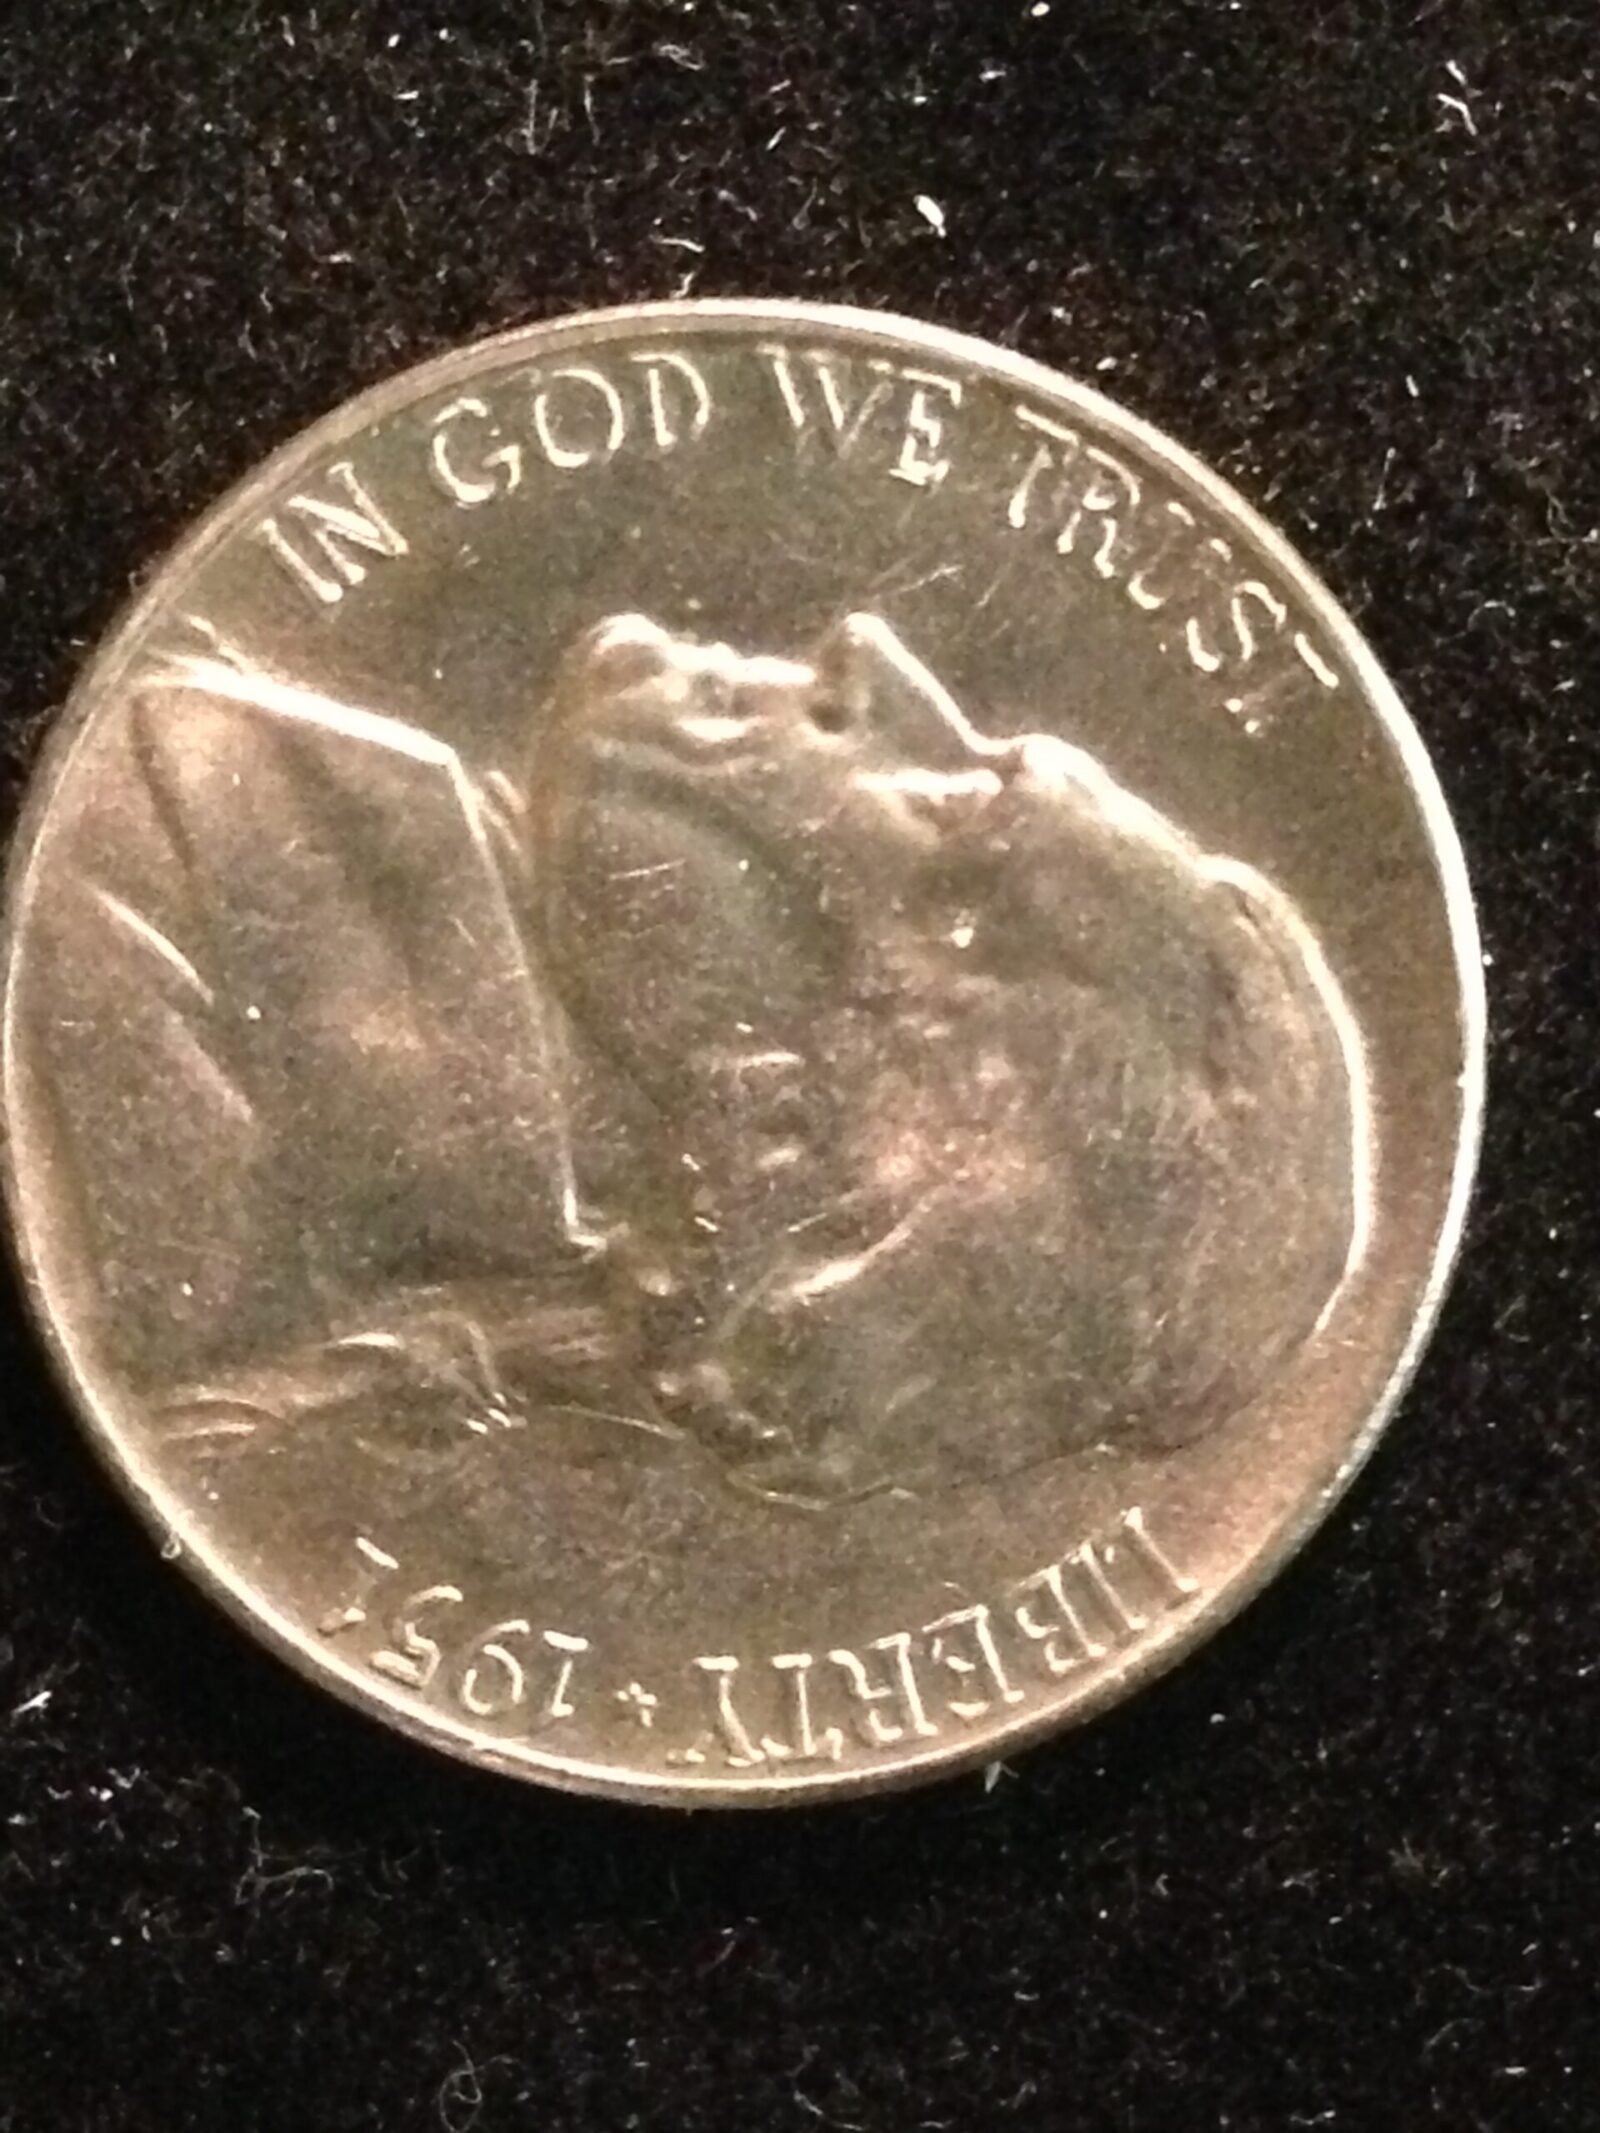 IN GOD WE TRUST
LIBERTY ★